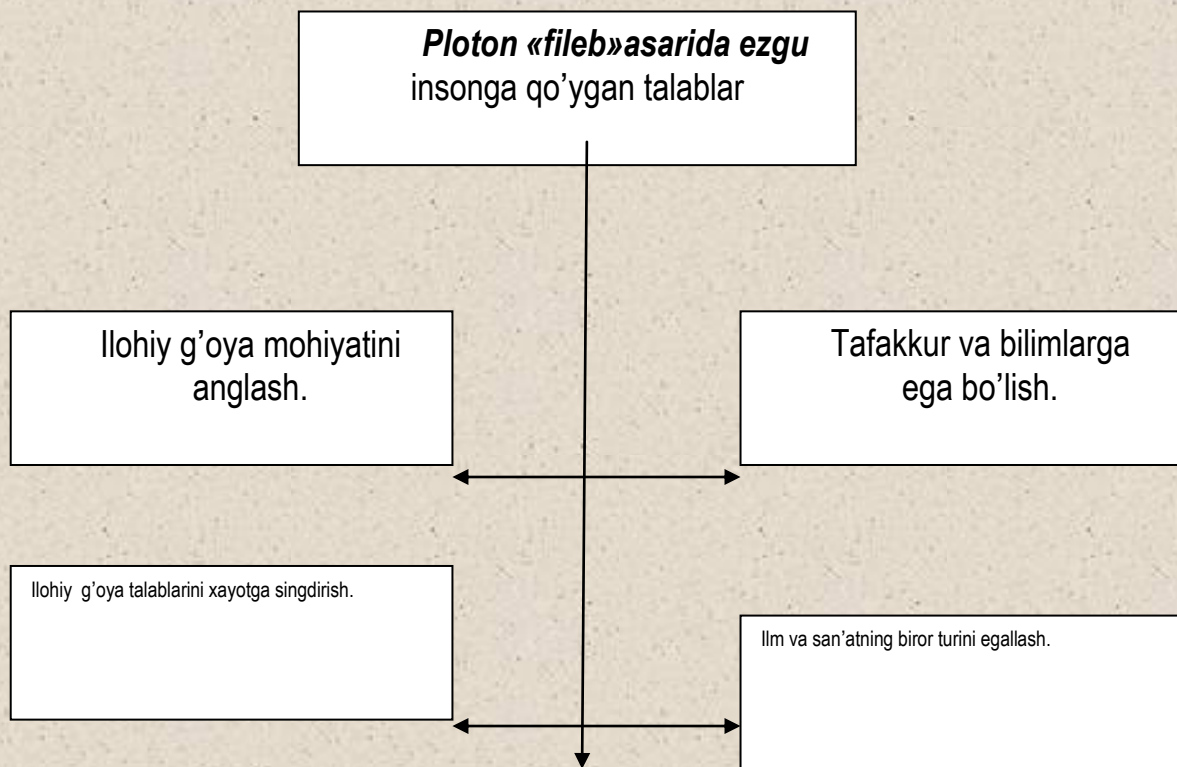 Ploton «fileb»asarida ezgu
insonga qo’ygan talablar
Ilohiy g’oya mohiyatini
anglash.
Tafakkur va bilimlarga
ega bo’lish.
Ilohiy g’oya talablarini xayotga singdirish.
Ilm va san’atning biror turini egallash.